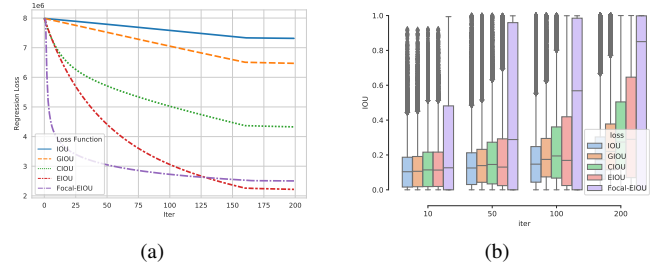 1e6
8
7
6
5
4
3
2
Regression Loss
Loss Function
IOU
GIOU
CIOU
EIOU
Focal-EIOU
0 25 50 75 100 125 150 175 200
Iter
(a)
1.0
0.8
0.6
0.4
0.2
0.0
IOU
loss
IOU
GIOU
CIOU
EIOU
Focal-EIOU
10 50 100 200
iter
(b)